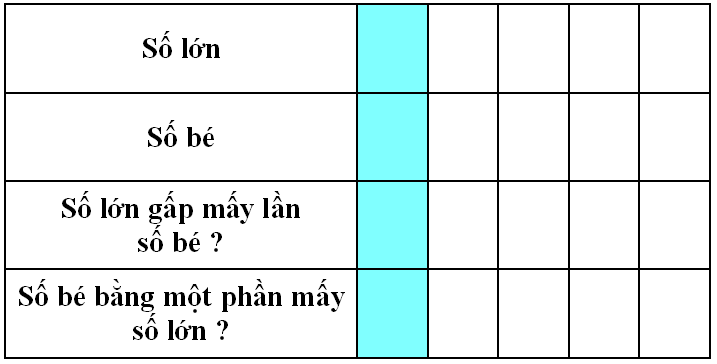 Số lớn
Số bé
Số lớn gấp mấy lần
số bé ?
Số bé bằng một phần mấy
số lớn ?